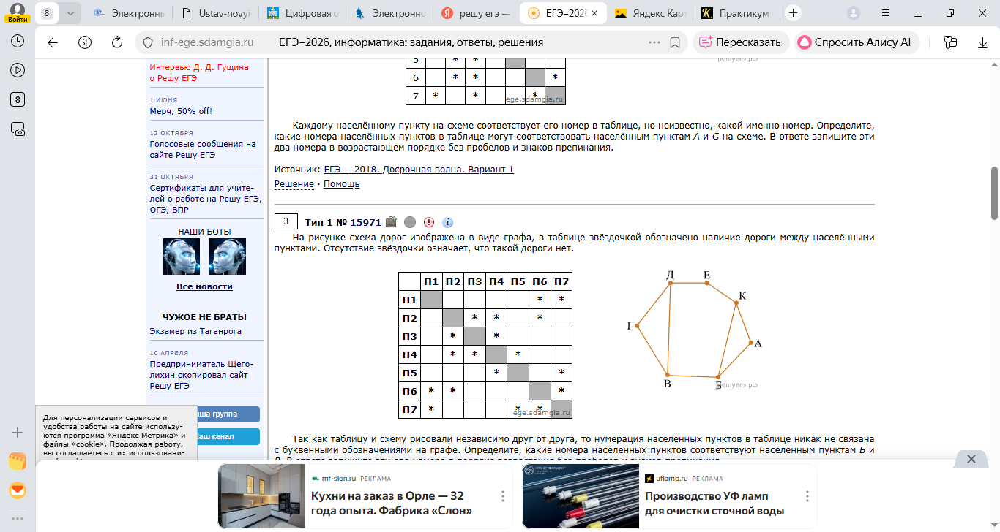 8
Электронны
Ustav-novyi-
Цифровая о
Электронно
решу егэ —
ЕГЭ–2026
Яндекс Карт
Практикум
Войти
inf-ege.sdamgia.ru
ЕГЭ–2026, информатика: задания, ответы, решения
Пересказать
Спросить Алису AI
8
Интервью Д. Д. Гущина
о Решу ЕГЭ
1 ИЮНЯ
Мерч, 50% off!
12 ОКТЯБРЯ
Голосовые сообщения на
сайте Решу ЕГЭ
31 ОКТЯБРЯ
Сертификаты для учите-
лей о работе на Решу ЕГЭ,
ОГЭ, ВПР
НАШИ БОТЫ
Все новости
ЧУЖОЕ НЕ БРАТЬ!
Экзамер из Таганрога
10 АПРЕЛЯ
Предприниматель Щего-
лихин скопировал сайт
Решу ЕГЭ
ша группа
аш канал
Для персонализации сервисов и
удобства работы на сайте использу-
ются программа «Яндекс Метрика» и
файлы «cookie». Продолжая работу,
вы соглашаетесь с их использовани-
5 * *
6 * * *
7 * * *
ege.sdamgia.ru
решуегэ.рф
Каждому населённому пункту на схеме соответствует его номер в таблице, но неизвестно, какой именно номер. Определите,
какие номера населённых пунктов в таблице могут соответствовать населённым пунктам A и G на схеме. В ответе запишите эти
два номера в возрастающем порядке без пробелов и знаков препинания.
Источник: ЕГЭ — 2018. Досрочная волна. Вариант 1
Решение · Помощь
3 Тип 1 № 15971
На рисунке схема дорог изображена в виде графа, в таблице звёздочкой обозначено наличие дороги между населёнными
пунктами. Отсутствие звёздочки означает, что такой дороги нет.
П1 П2 П3 П4 П5 П6 П7
П1 * *
П2 * * *
П3 * *
П4 * * *
П5 * *
П6 * * *
П7 * * *
ege.sdamgia.ru
Д Е
К
Г
А
В Б
решуегэ.рф
Так как таблицу и схему рисовали независимо друг от друга, то нумерация населённых пунктов в таблице никак не связана
с буквенными обозначениями на графе. Определите, какие номера населённых пунктов соответствуют населённым пунктам Б и
mf-slon.ru РЕКЛАМА
Кухни на заказ в Орле — 32
года опыта. Фабрика «Слон»
uflamp.ru РЕКЛАМА
Производство УФ ламп
для очистки сточной воды